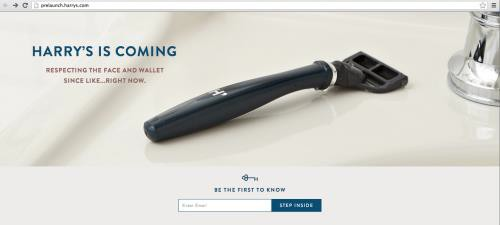 prelaunch.harrys.com
HARRY'S IS COMING
RESPECTING THE FACE AND WALLET
SINCE LIKE...RIGHT NOW.
H'
H
BE THE FIRST TO KNOW
Enter Email
STEP INSIDE